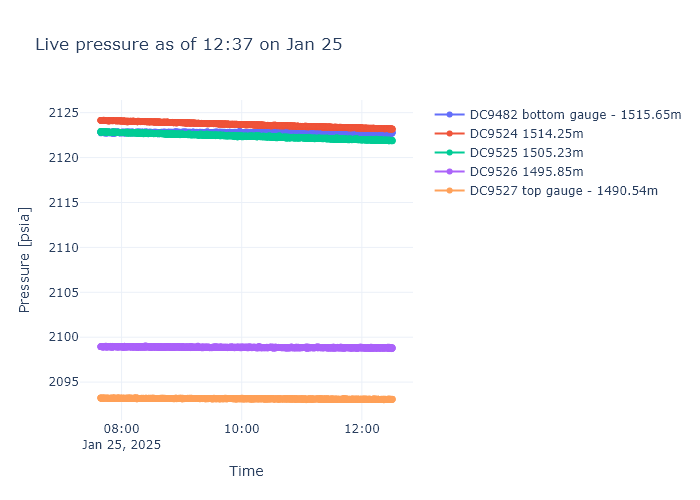 Live pressure as of 12:37 on Jan 25
DC9482 bottom gauge - 1515.65m
DC9524 1514.25m
DC9525 1505.23m
DC9526 1495.85m
DC9527 top gauge - 1490.54m
Pressure [psia]
2125
2120
2115
2110
2105
2100
2095
08:00
Jan 25, 2025
10:00
12:00
Time